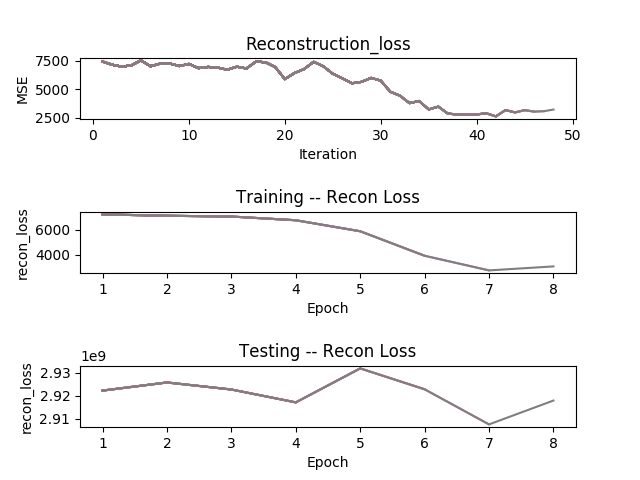 Reconstruction_loss
7500
5000
2500
MSE
0 10 20 30 40 50
Iteration
Training -- Recon Loss
6000
4000
recon_loss
1 2 3 4 5 6 7 8
Epoch
Testing -- Recon Loss
1e9
2.93
2.92
2.91
recon_loss
1 2 3 4 5 6 7 8
Epoch